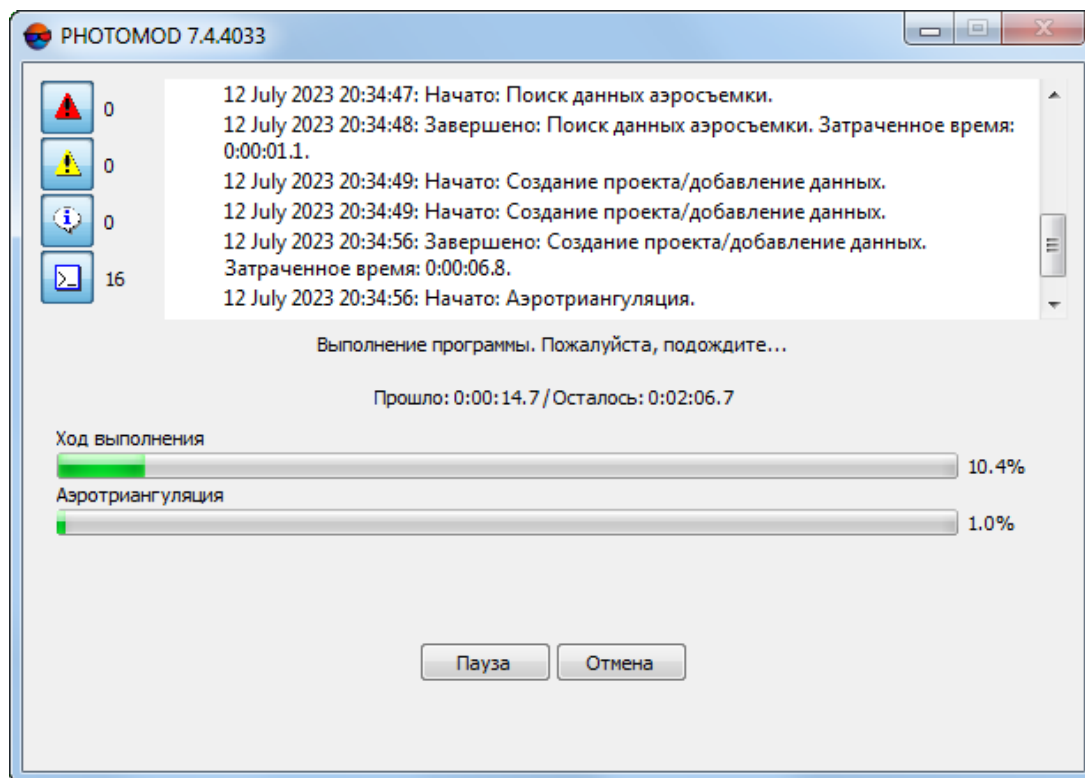 PHOTOMOD 7.4.4033
0
12 July 2023 20:34:47: Начато: Поиск данных аэросъемки.
12 July 2023 20:34:48: Завершено: Поиск данных аэросъемки. Затраченное время:
0:00:01.1.
0
12 July 2023 20:34:49: Начато: Создание проекта/добавление данных.
12 July 2023 20:34:49: Начато: Создание проекта/добавление данных.
0
12 July 2023 20:34:56: Завершено: Создание проекта/добавление данных.
Затраченное время: 0:00:06.8.
16
12 July 2023 20:34:56: Начато: Аэротриангуляция.
Выполнение программы. Пожалуйста, подождите...
Прошло: 0:00:14.7/Осталось: 0:02:06.7
Ход выполнения
10.4%
Аэротриангуляция
1.0%
Пауза
Отмена